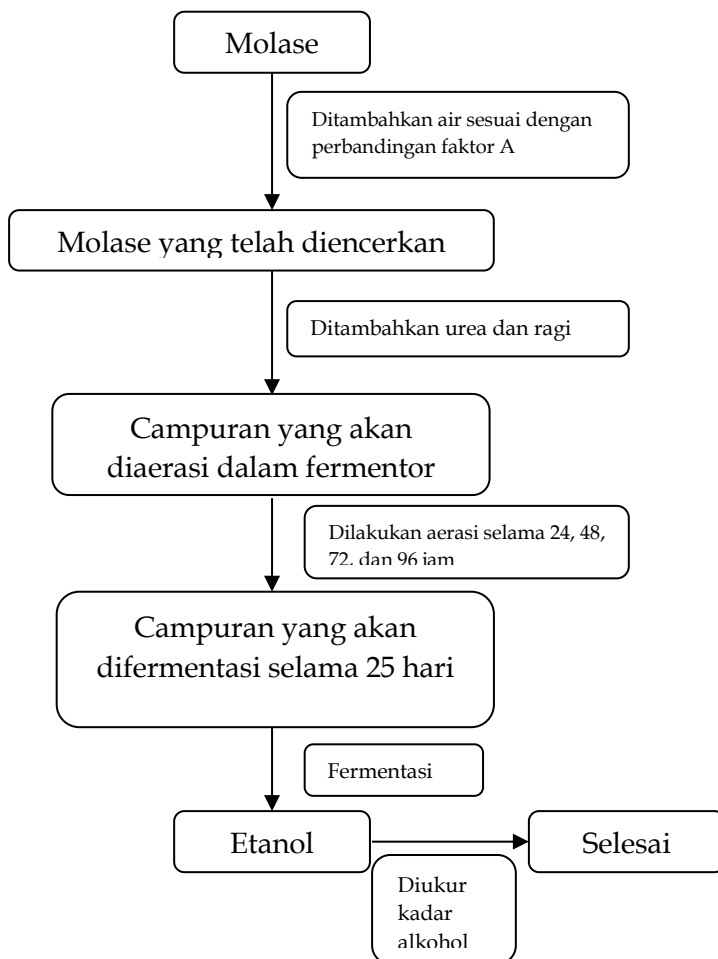 Molase
Ditambahkan air sesuai dengan
perbandingan faktor A
Molase yang telah diencerkan
Ditambahkan urea dan ragi
Campuran yang akan
diaerasi dalam fermentor
Dilakukan aerasi selama 24, 48,
72, dan 96 jam
Campuran yang akan
difermentasi selama 25 hari
Fermentasi
Etanol
Selesai
Diukur
kadar
alkohol